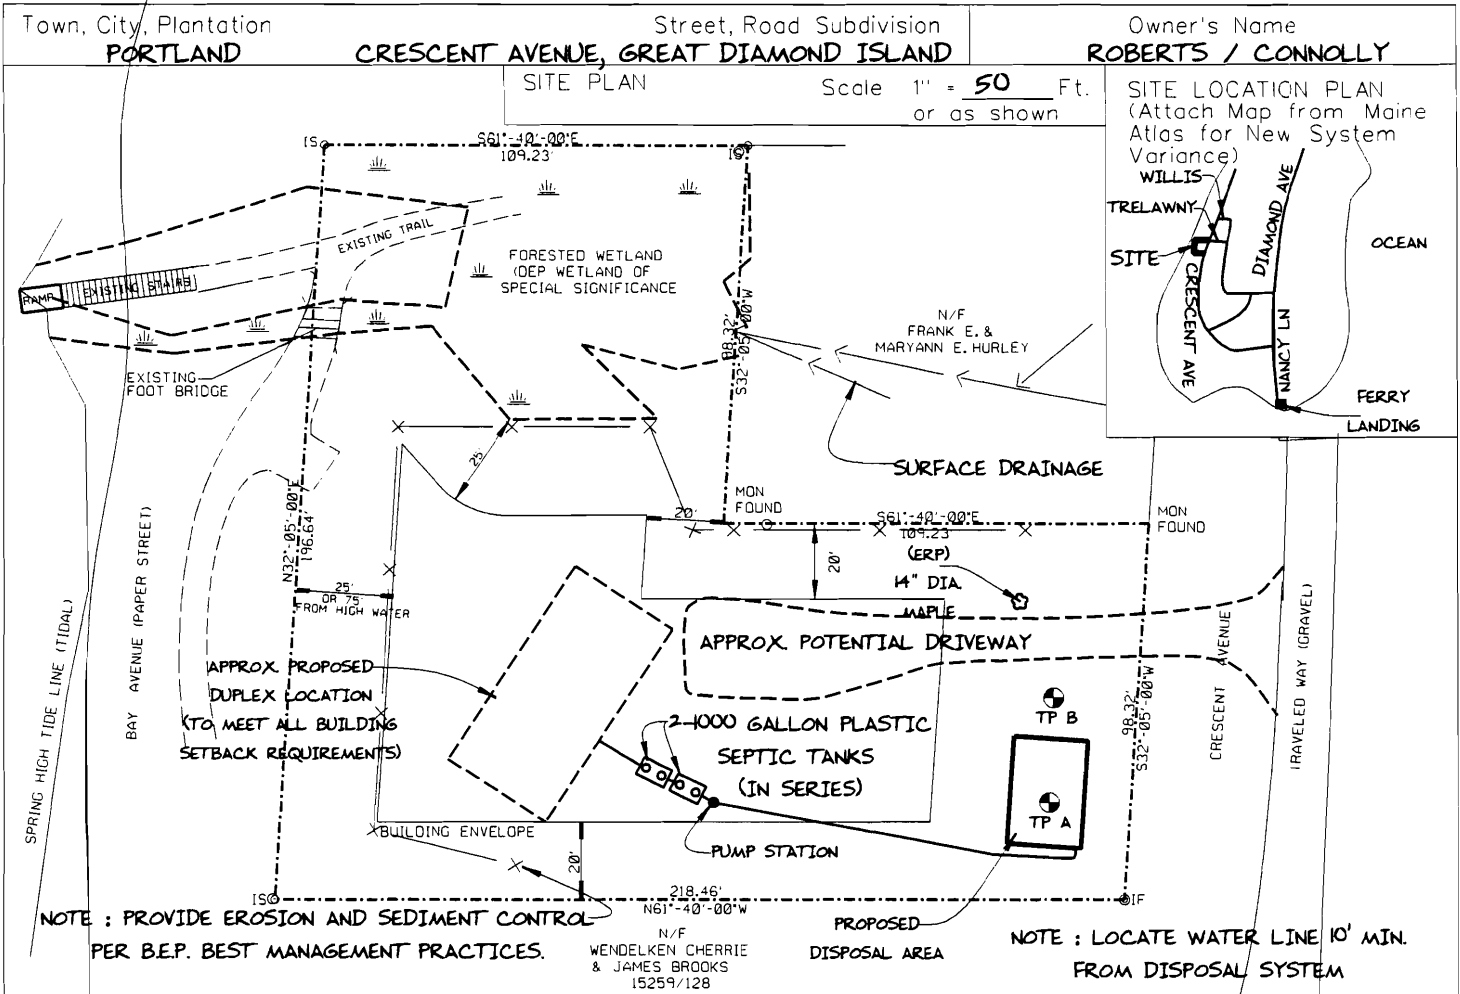 Town, City, Plantation
Street, Road Subdivision
Owner's Name
PORTLAND
CRESCENT AVENUE, GREAT DIAMOND ISLAND
ROBERTS / CONNOLLY
SITE PLAN
Scale 1" = 50 Ft.
or as shown
SITE LOCATION PLAN
(Attach Map from Maine
Atlas for New System
Variance)
WILLIS
TRELAWNY
SITE
DIAMOND AVE
OCEAN
CRESCENT AVE
NANCY LN
FERRY
LANDING
IS
S61°-40'-00"E
109.23'
IS
EXISTING TRAIL
FORESTED WETLAND
(DEP WETLAND OF
SPECIAL SIGNIFICANCE
RAMP
EXISTING STAIRS
98.32'
S32°-05'-00"W
N/F
FRANK E. &
MARYANN E. HURLEY
EXISTING
FOOT BRIDGE
25'
SURFACE DRAINAGE
MON
FOUND
20'
S61°-40'-00"E
109.23
MON
FOUND
N32°-05'-00"E
196.64'
20'
(ERP)
14" DIA.
MAPLE
25'
OR 75'
FROM HIGH WATER
APPROX. POTENTIAL DRIVEWAY
SPRING HIGH TIDE LINE (TIDAL)
BAY AVENUE (PAPER STREET)
APPROX. PROPOSED
DUPLEX LOCATION
(TO MEET ALL BUILDING
SETBACK REQUIREMENTS)
2-1000 GALLON PLASTIC
SEPTIC TANKS
(IN SERIES)
TP B
TP A
98.32'
S32°-05'-00"W
CRESCENT AVENUE
TRAVELED WAY (GRAVEL)
BUILDING ENVELOPE
PUMP STATION
20'
IS
218.46'
N61°-40'-00"W
IF
NOTE : PROVIDE EROSION AND SEDIMENT CONTROL
PER B.E.P. BEST MANAGEMENT PRACTICES.
N/F
WENDELKEN CHERRIE
& JAMES BROOKS
15259/128
PROPOSED
DISPOSAL AREA
NOTE : LOCATE WATER LINE 10' MIN.
FROM DISPOSAL SYSTEM